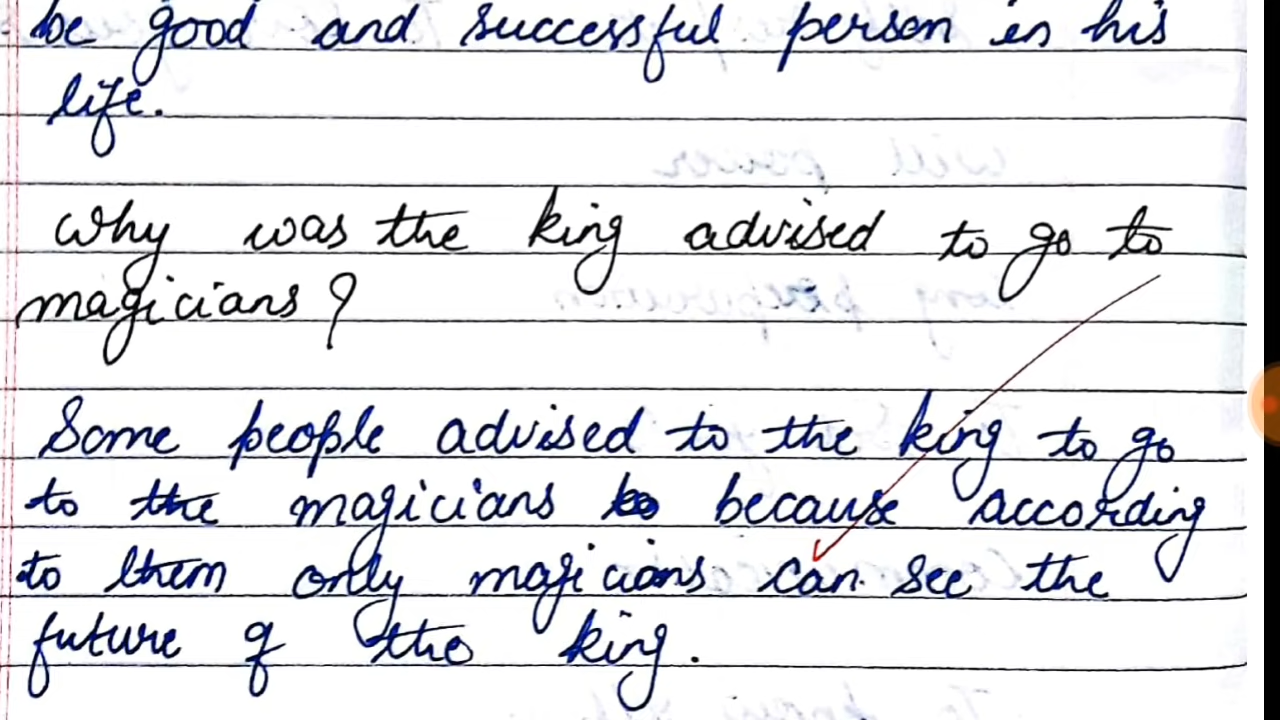 be good and successful person in his
life.
Why was the king advised to go to
magicians?
Some people advised to the king to go
to the magicians because according
to them only magicians can see the
future of the king.